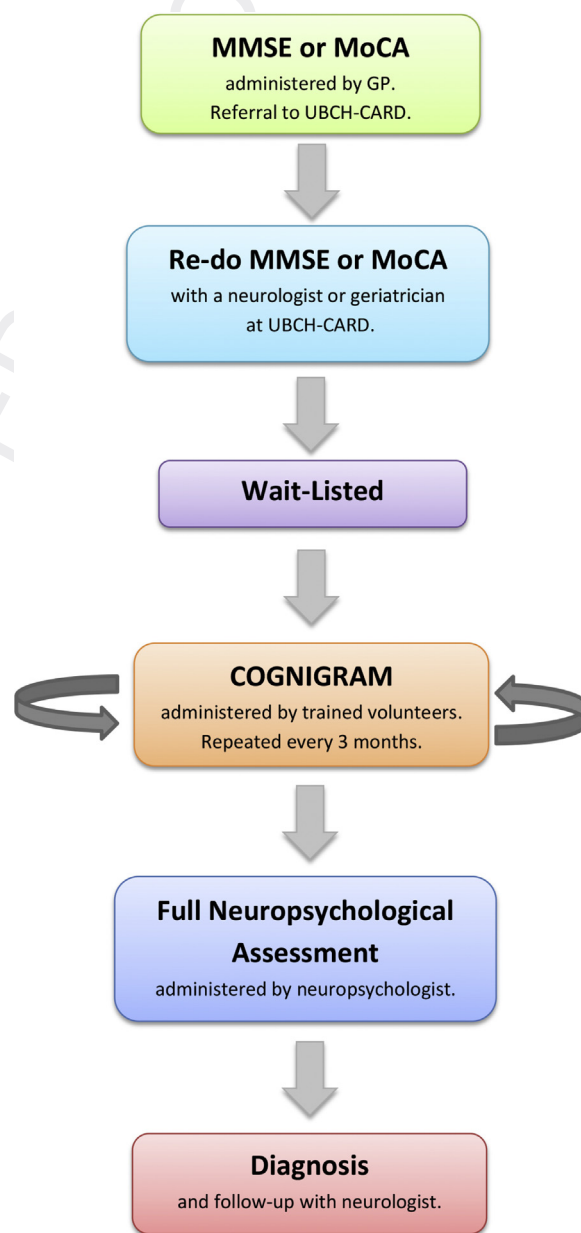 MMSE or MoCA
administered by GP.
Referral to UBCH-CARD.
Re-do MMSE or MoCA
with a neurologist or geriatrician
at UBCH-CARD.
Wait-Listed
COGNIGRAM
administered by trained volunteers.
Repeated every 3 months.
Full Neuropsychological
Assessment
administered by neuropsychologist.
Diagnosis
and follow-up with neurologist.